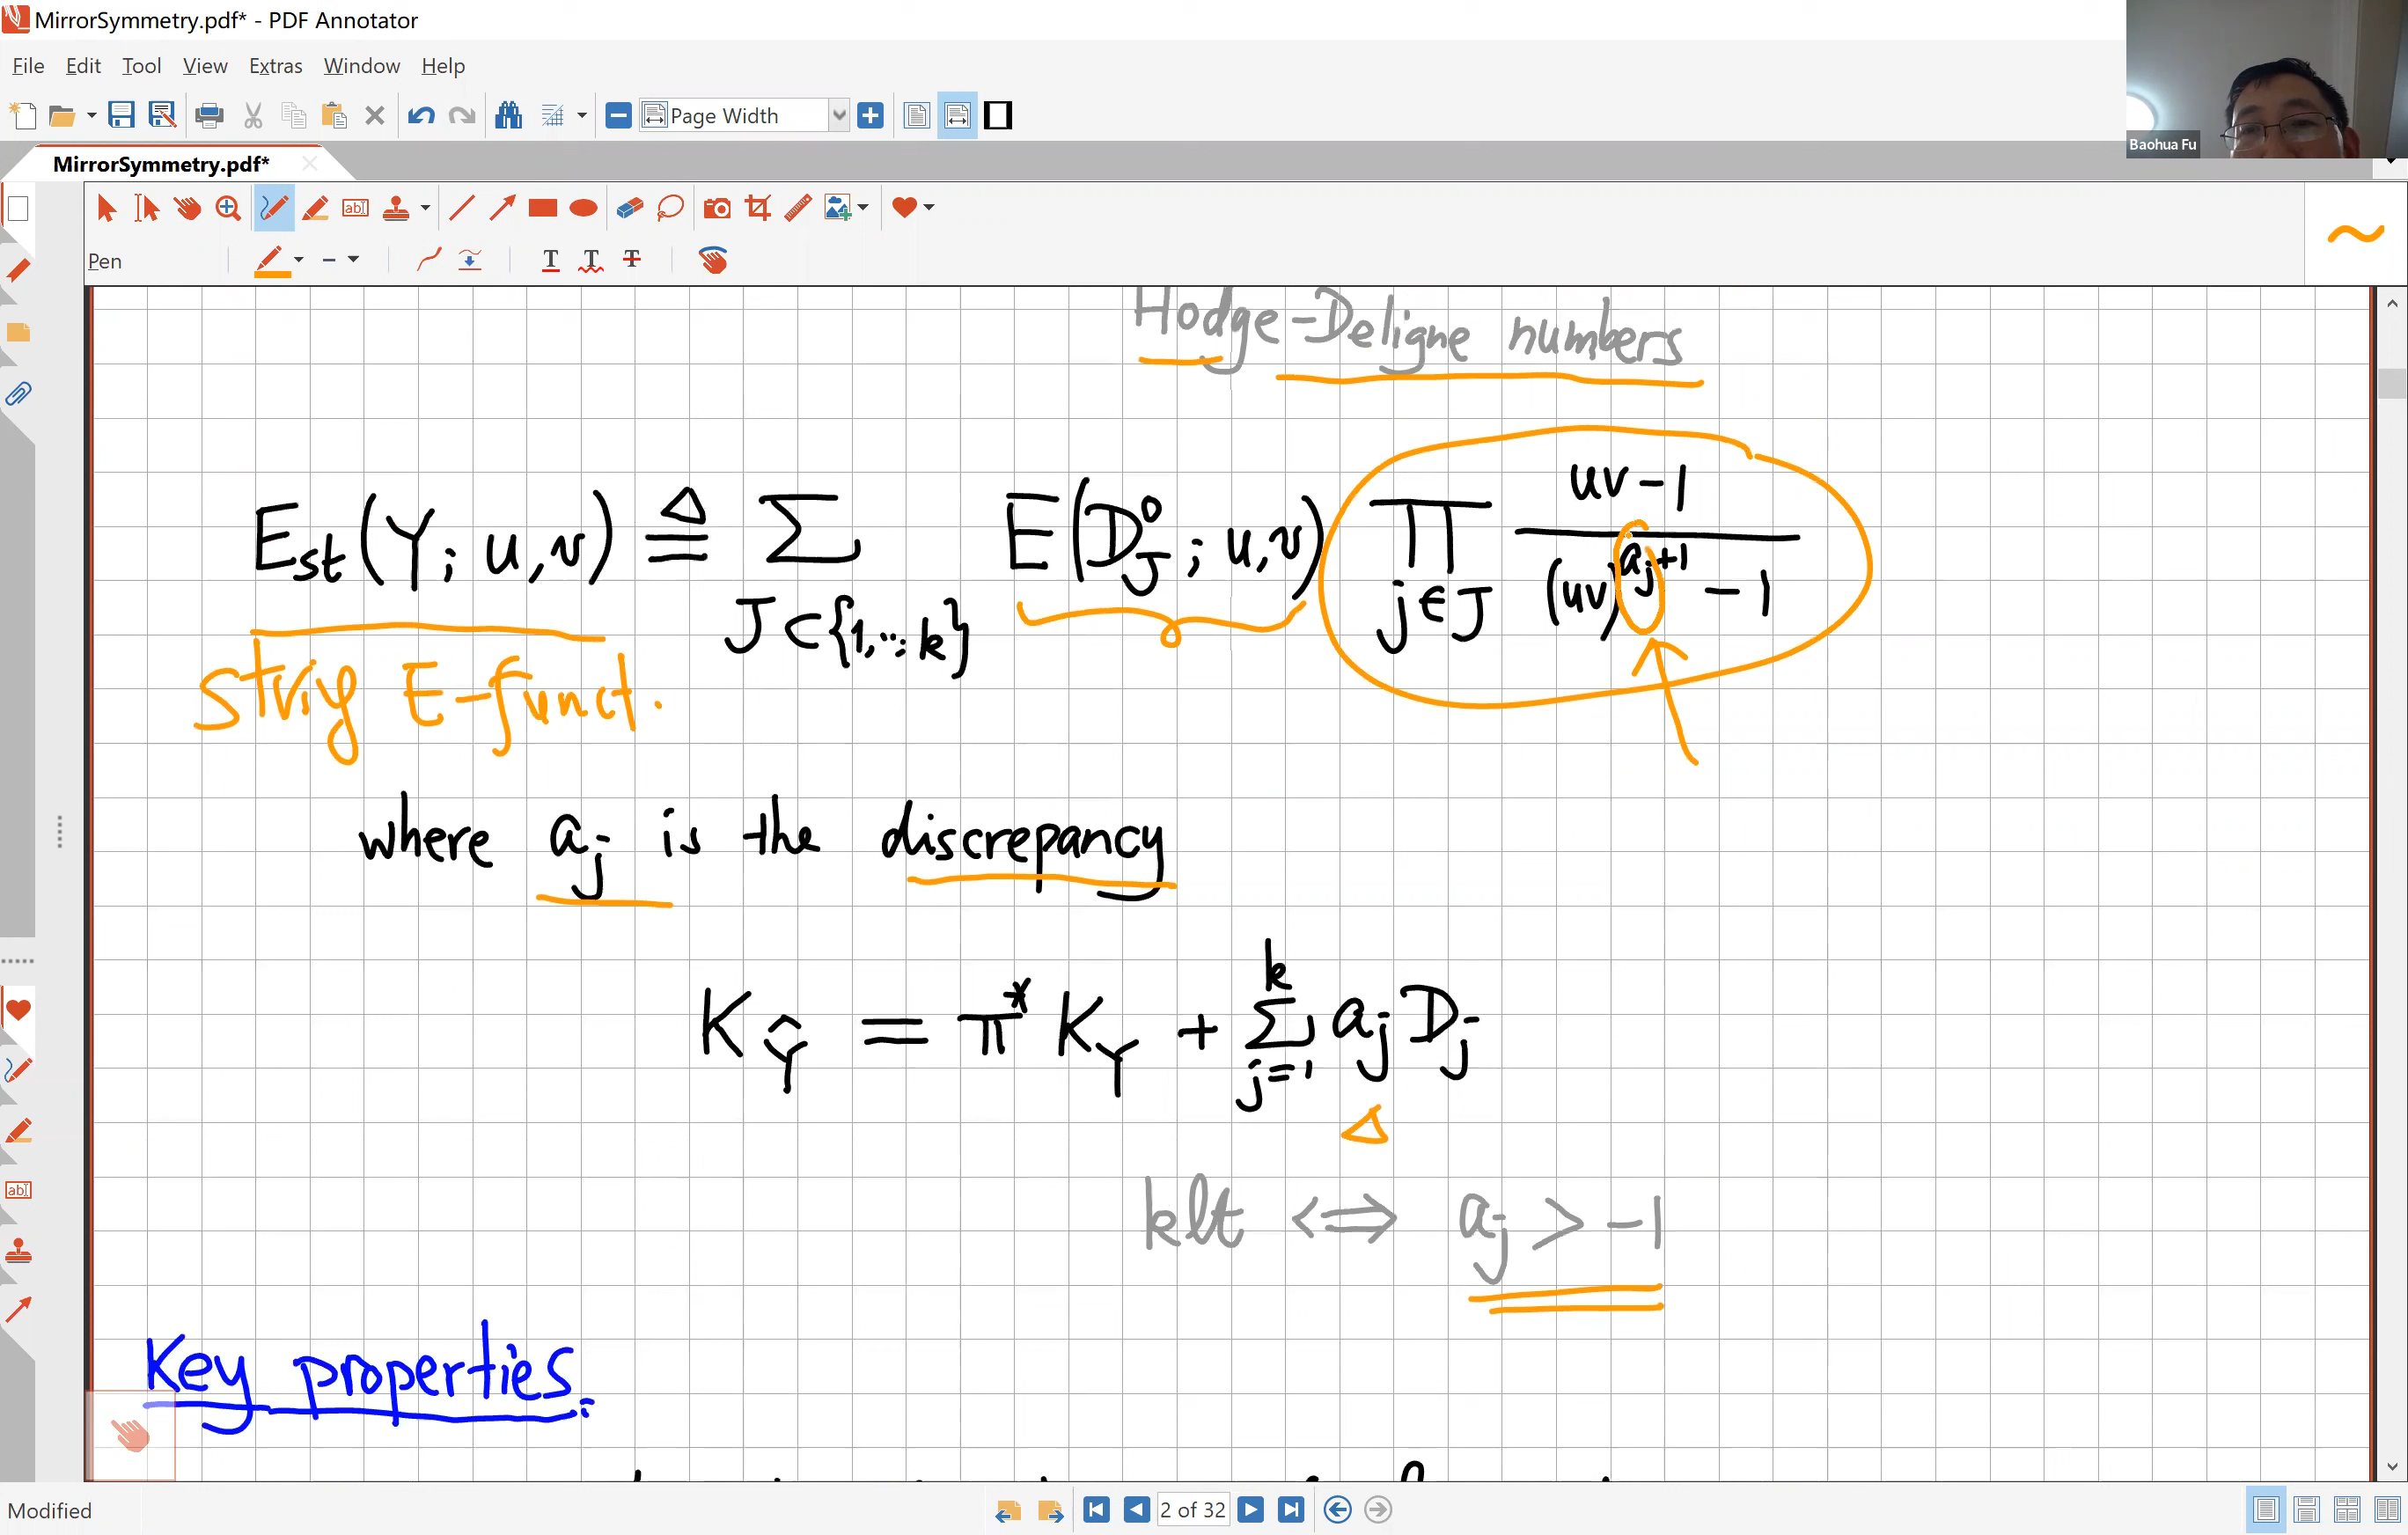 MirrorSymmetry.pdf* - PDF Annotator
File Edit Tool View Extras Window Help
Page Width
Baohua Fu
MirrorSymmetry.pdf*
Pen
Hodge-Deligne numbers
E_st(Y; u,v) ≜ Σ_{J⊂{1,…,k}} E(D_J^0; u,v) ∏_{j∈J} (uv-1)/((uv)^{a_j+1} - 1)
Strig E-funct.
where a_j is the discrepancy
K_Ŷ = π* K_Y + Σ_{j=1}^{k} a_j D_j
Δ
klt ⟺ a_j > -1
Key properties:
Modified
2 of 32